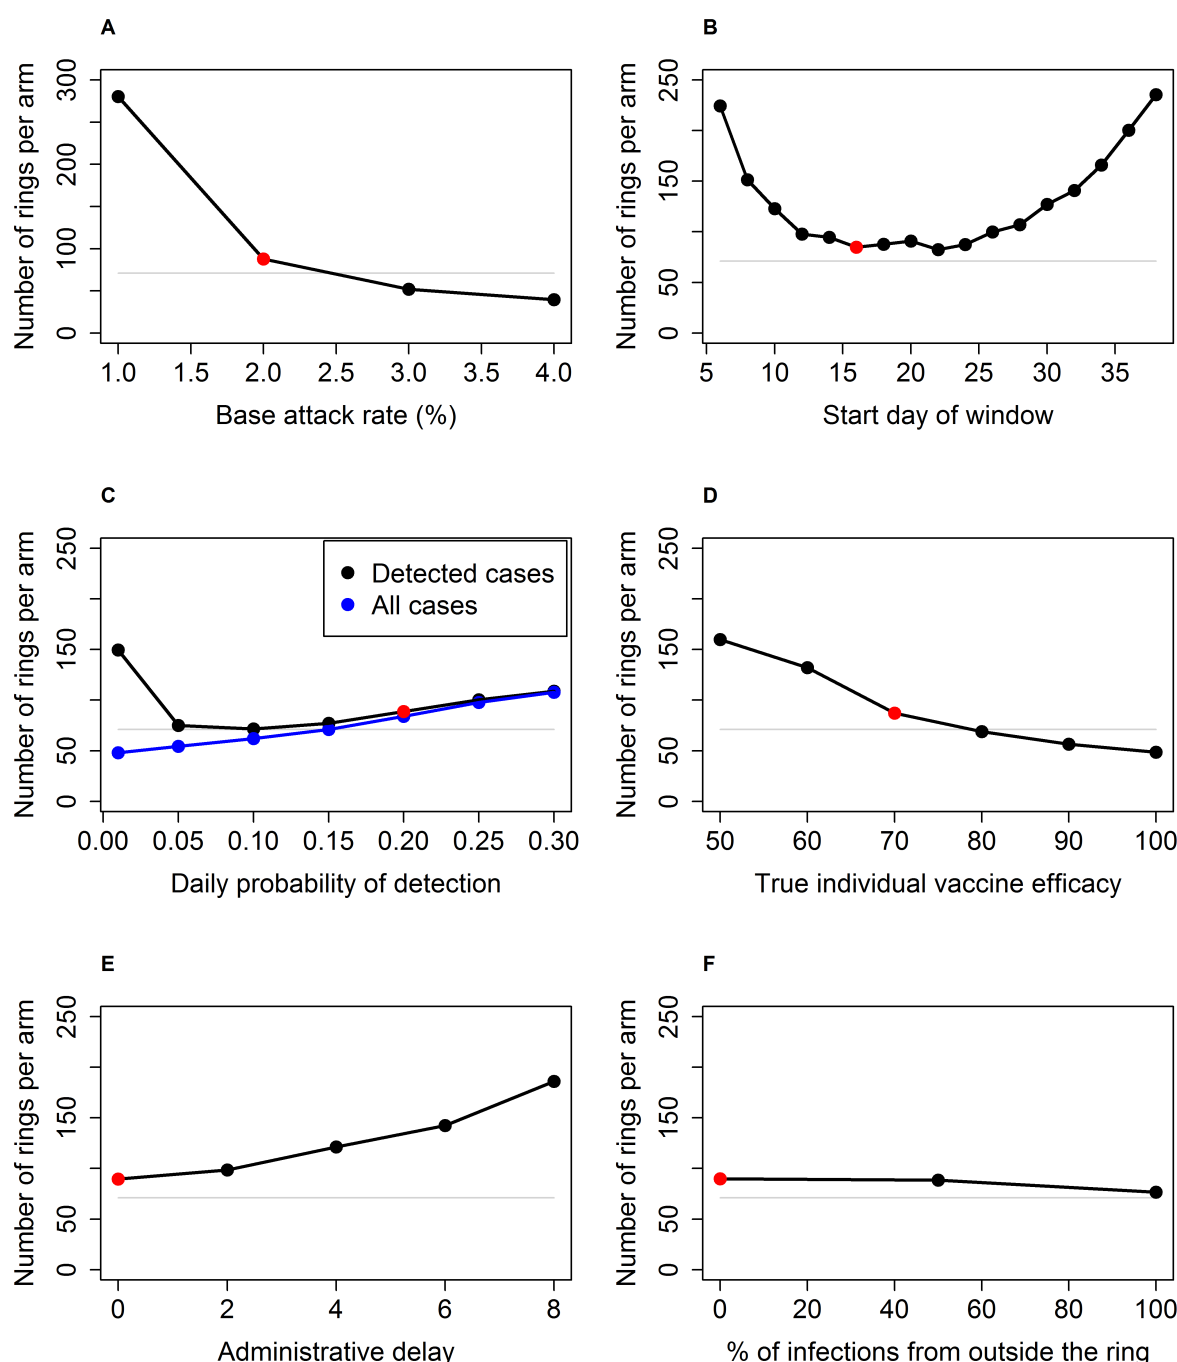 A
Number of rings per arm
300
200
100
0
1.0 1.5 2.0 2.5 3.0 3.5 4.0
Base attack rate (%)
B
Number of rings per arm
250
150
50
0
5 10 15 20 25 30 35
Start day of window
C
Number of rings per arm
250
150
50
0
Detected cases
All cases
0.00 0.05 0.10 0.15 0.20 0.25 0.30
Daily probability of detection
D
Number of rings per arm
250
150
50
0
50 60 70 80 90 100
True individual vaccine efficacy
E
Number of rings per arm
250
150
50
0
0 2 4 6 8
Administrative delay
F
Number of rings per arm
250
150
50
0
0 20 40 60 80 100
% of infections from outside the ring